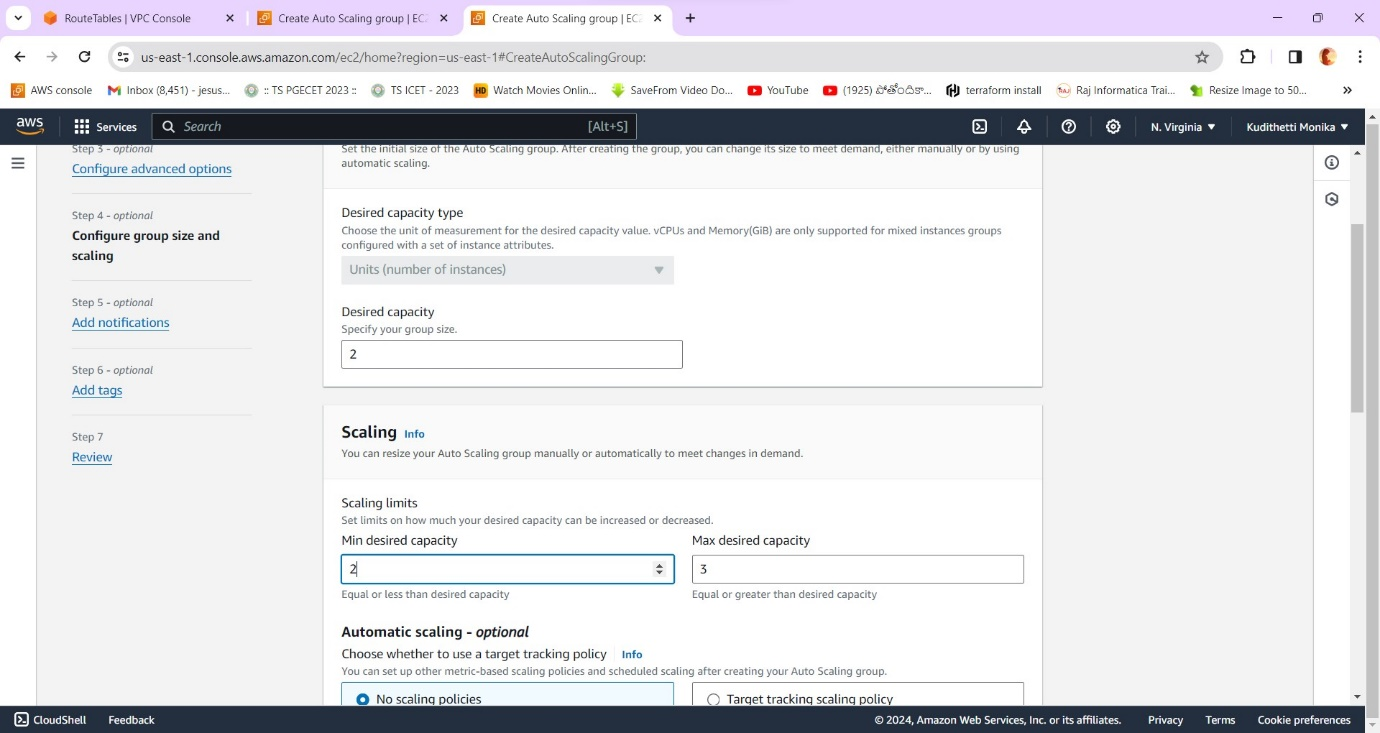 RouteTables | VPC Console
Create Auto Scaling group | EC
Create Auto Scaling group | EC
us-east-1.console.aws.amazon.com/ec2/home?region=us-east-1#CreateAutoScalingGroup:
AWS console
Inbox (8,451) - jesus...
:: TS PGECET 2023 ::
TS ICET - 2023
HD
Watch Movies Onlin...
SaveFrom Video Do...
YouTube
terraform install
Raj Informatica Trai...
Resize Image to 50...
aws
Services
Search
[Alt+S]
N. Virginia
Kudithetti Monika
Step 3 - optional
Configure advanced options
Step 4 - optional
Configure group size and
scaling
Step 5 - optional
Add notifications
Step 6 - optional
Add tags
Step 7
Review
Set the initial size of the Auto Scaling group. After creating the group, you can change its size to meet demand, either manually or by using
automatic scaling.
Desired capacity type
Choose the unit of measurement for the desired capacity value. vCPUs and Memory(GiB) are only supported for mixed instances groups
configured with a set of instance attributes.
Units (number of instances)
Desired capacity
Specify your group size.
2
Scaling Info
You can resize your Auto Scaling group manually or automatically to meet changes in demand.
Scaling limits
Set limits on how much your desired capacity can be increased or decreased.
Min desired capacity
Max desired capacity
2
3
Equal or less than desired capacity
Equal or greater than desired capacity
Automatic scaling - optional
Choose whether to use a target tracking policy Info
You can set up other metric-based scaling policies and scheduled scaling after creating your Auto Scaling group.
No scaling policies
Target tracking scaling policy
CloudShell
Feedback
© 2024, Amazon Web Services, Inc. or its affiliates.
Privacy
Terms
Cookie preferences